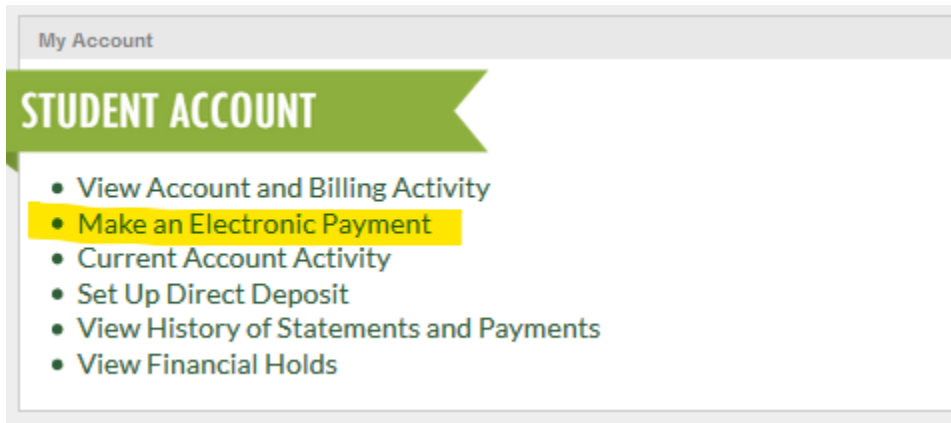 My Account
STUDENT ACCOUNT
• View Account and Billing Activity
• Make an Electronic Payment
• Current Account Activity
• Set Up Direct Deposit
• View History of Statements and Payments
• View Financial Holds